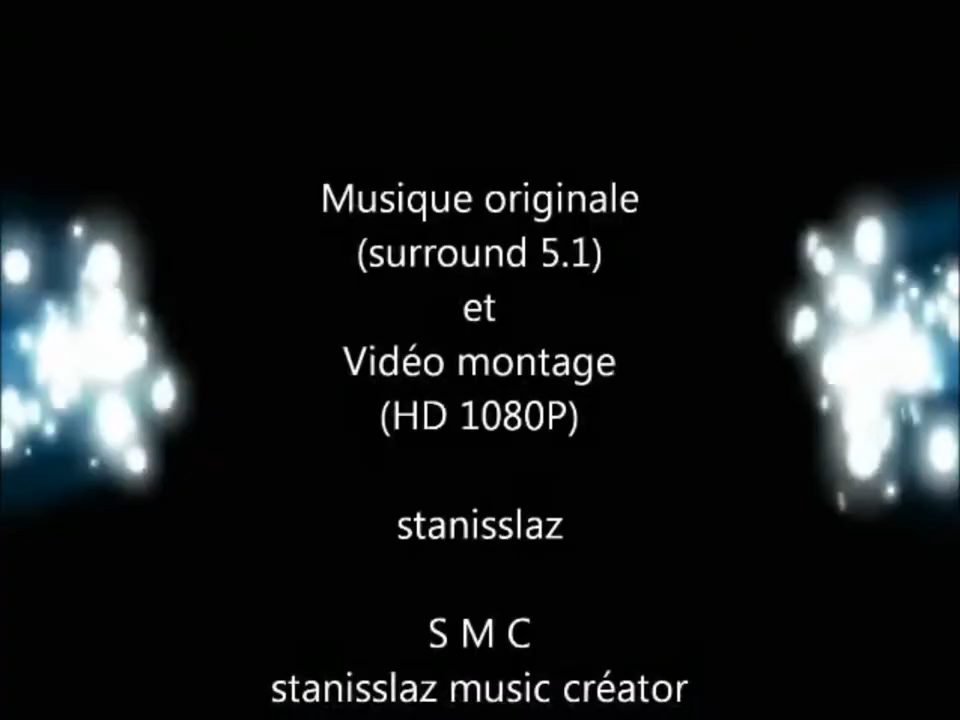 Musique originale
(surround 5.1)
et
Vidéo montage
(HD 1080P)
stanisslaz
S M C
stanisslaz music créator